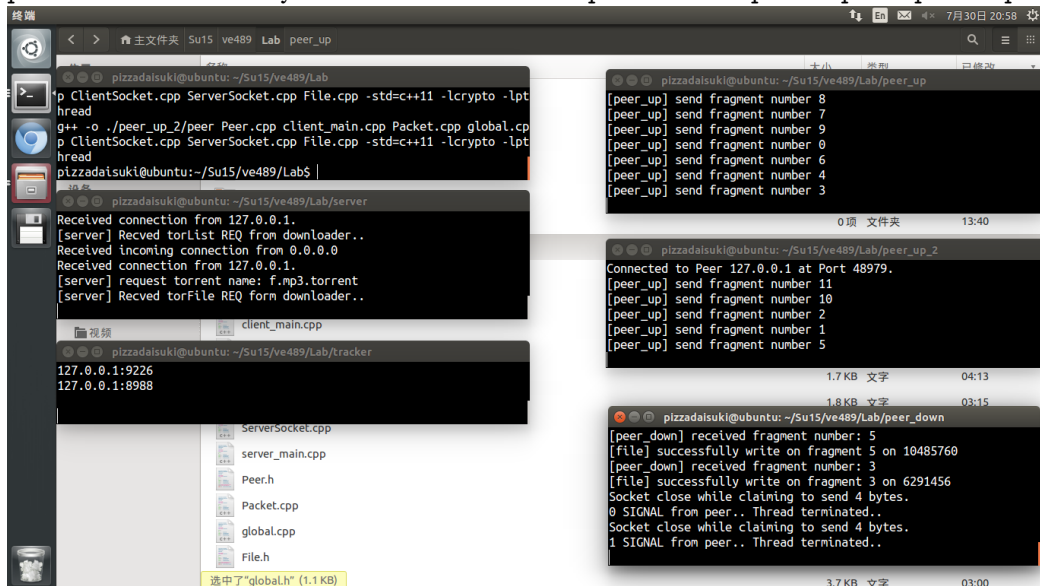 终端
En
7月30日 20:58
主文件夹 Su15 ve489 Lab peer_up
pizzadaisuki@ubuntu: ~/Su15/ve489/Lab
p ClientSocket.cpp ServerSocket.cpp File.cpp -std=c++11 -lcrypto -lpt
hread
g++ -o ./peer_up_2/peer Peer.cpp client_main.cpp Packet.cpp global.cp
p ClientSocket.cpp ServerSocket.cpp File.cpp -std=c++11 -lcrypto -lpt
hread
pizzadaisuki@ubuntu:~/Su15/ve489/Lab$
pizzadaisuki@ubuntu: ~/Su15/ve489/Lab/server
Received connection from 127.0.0.1.
[server] Recved torList REQ from downloader..
Received incoming connection from 0.0.0.0
Received connection from 127.0.0.1.
[server] request torrent name: f.mp3.torrent
[server] Recved torFile REQ form downloader..
视频
client_main.cpp
pizzadaisuki@ubuntu: ~/Su15/ve489/Lab/tracker
127.0.0.1:9226
127.0.0.1:8988
ServerSocket.cpp
server_main.cpp
Peer.h
Packet.cpp
global.cpp
File.h
选中了"global.h" (1.1 KB)
大小 类型 已修改
pizzadaisuki@ubuntu: ~/Su15/ve489/Lab/peer_up
[peer_up] send fragment number 8
[peer_up] send fragment number 7
[peer_up] send fragment number 9
[peer_up] send fragment number 0
[peer_up] send fragment number 6
[peer_up] send fragment number 4
[peer_up] send fragment number 3
0 项 文件夹 13:40
pizzadaisuki@ubuntu: ~/Su15/ve489/Lab/peer_up_2
Connected to Peer 127.0.0.1 at Port 48979.
[peer_up] send fragment number 11
[peer_up] send fragment number 10
[peer_up] send fragment number 2
[peer_up] send fragment number 1
[peer_up] send fragment number 5
1.7 KB 文字 04:13
1.8 KB 文字 03:15
pizzadaisuki@ubuntu: ~/Su15/ve489/Lab/peer_down
[peer_down] received fragment number: 5
[file] successfully write on fragment 5 on 10485760
[peer_down] received fragment number: 3
[file] successfully write on fragment 3 on 6291456
Socket close while claiming to send 4 bytes.
0 SIGNAL from peer.. Thread terminated..
Socket close while claiming to send 4 bytes.
1 SIGNAL from peer.. Thread terminated..
3.7 KB 文字 03:00